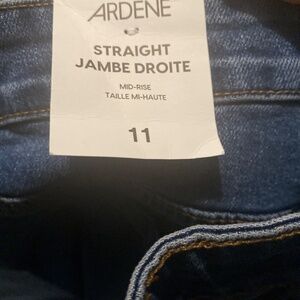 ARDENE
STRAIGHT
JAMBE DROITE
MID-RISE
TAILLE MI-HAUTE
11